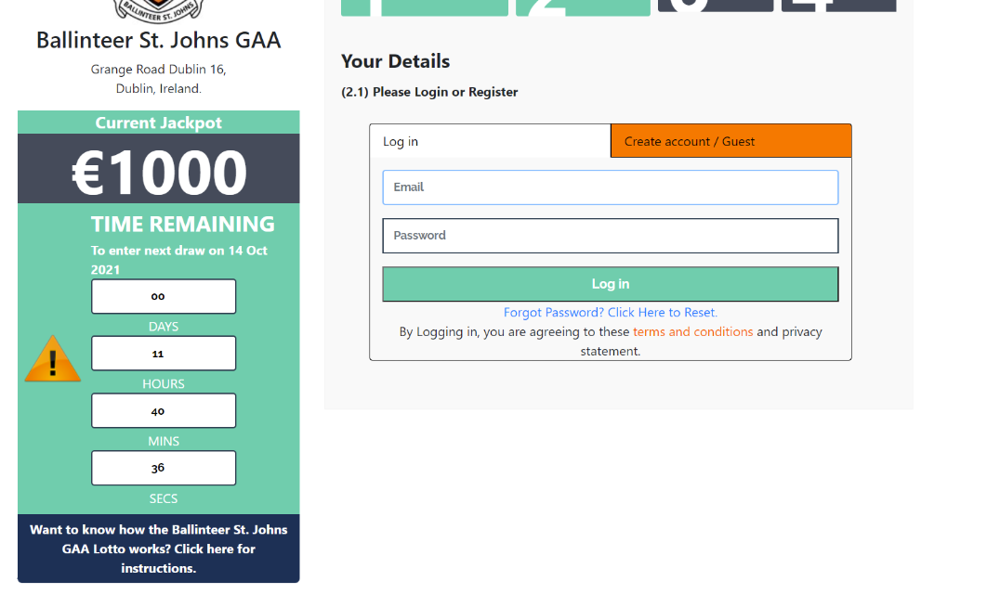 BALLINTEER ST. JOHNS
Ballinteer St. Johns GAA
Grange Road Dublin 16,
Dublin, Ireland.
Current Jackpot
€1000
TIME REMAINING
To enter next draw on 14 Oct
2021
00
DAYS
11
HOURS
40
MINS
36
SECS
Want to know how the Ballinteer St. Johns
GAA Lotto works? Click here for
instructions.
Your Details
(2.1) Please Login or Register
Log in
Create account / Guest
Email
Password
Log in
Forgot Password? Click Here to Reset.
By Logging in, you are agreeing to these terms and conditions and privacy
statement.